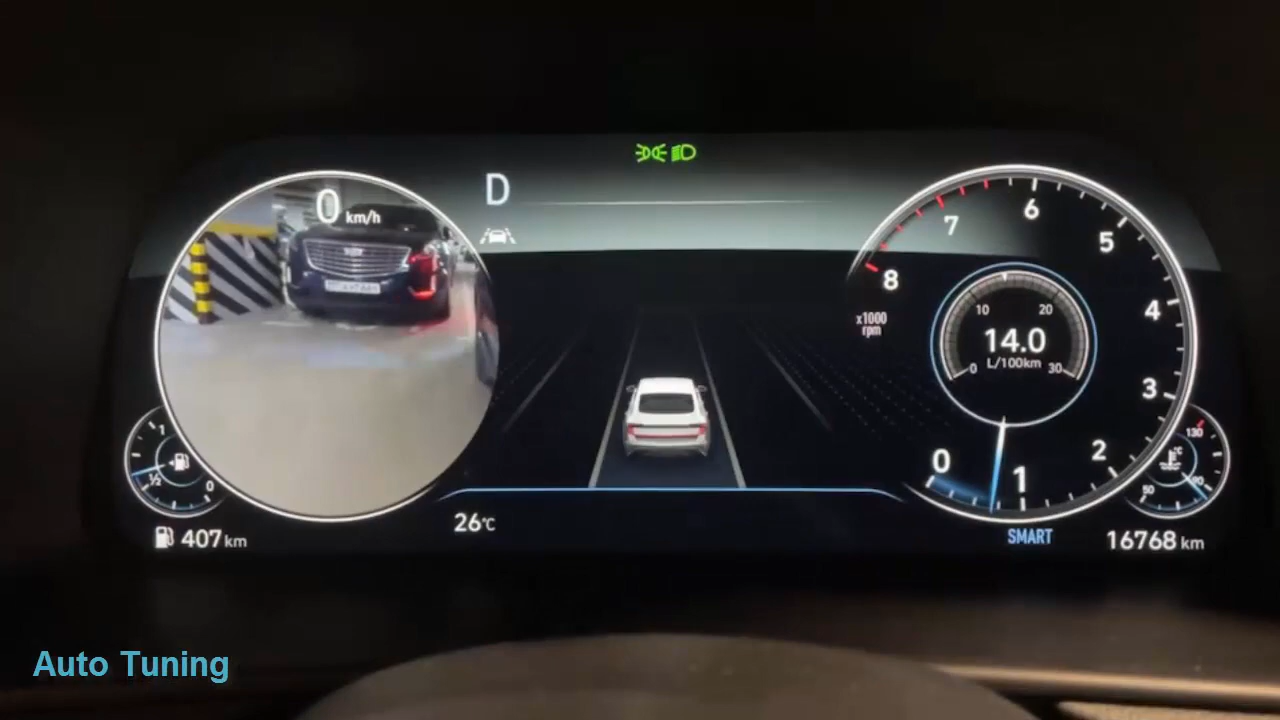 0 km/h
D
6
7
5
8
4
x1000
rpm
10
20
14.0
L/100km
0
30
3
1
½
0
0
1
2
130
90
50
407 km
26℃
SMART
16768 km
Auto Tuning